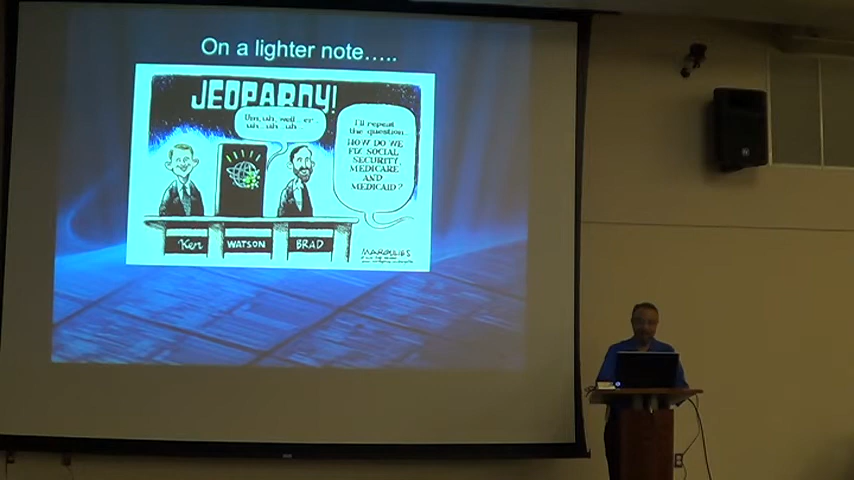 On a lighter note.....
JEOPARDY!
Um, uh, well... er...
uh... uh... uh...
I'll repeat
the question...
HOW DO WE
FIX SOCIAL
SECURITY,
MEDICARE
AND
MEDICAID?
Ken
WATSON
BRAD
MARGULIES